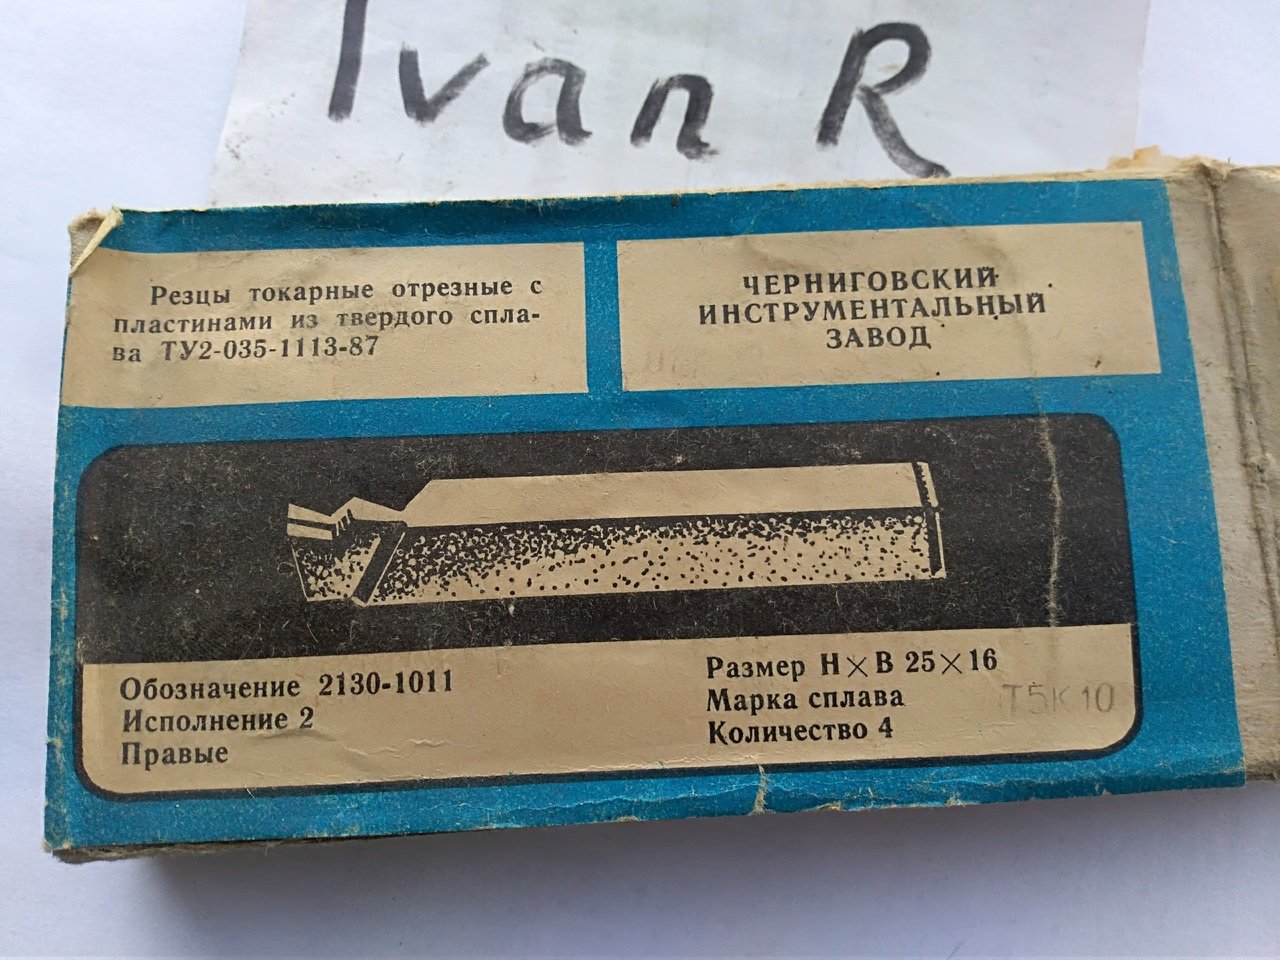 Ivan R
Резцы токарные отрезные с
пластинами из твердого спла-
ва ТУ2-035-1113-87
ЧЕРНИГОВСКИЙ
ИНСТРУМЕНТАЛЬНЫЙ
ЗАВОД
Обозначение 2130-1011
Исполнение 2
Правые
Размер Н×В 25×16
Марка сплава Т5К10
Количество 4